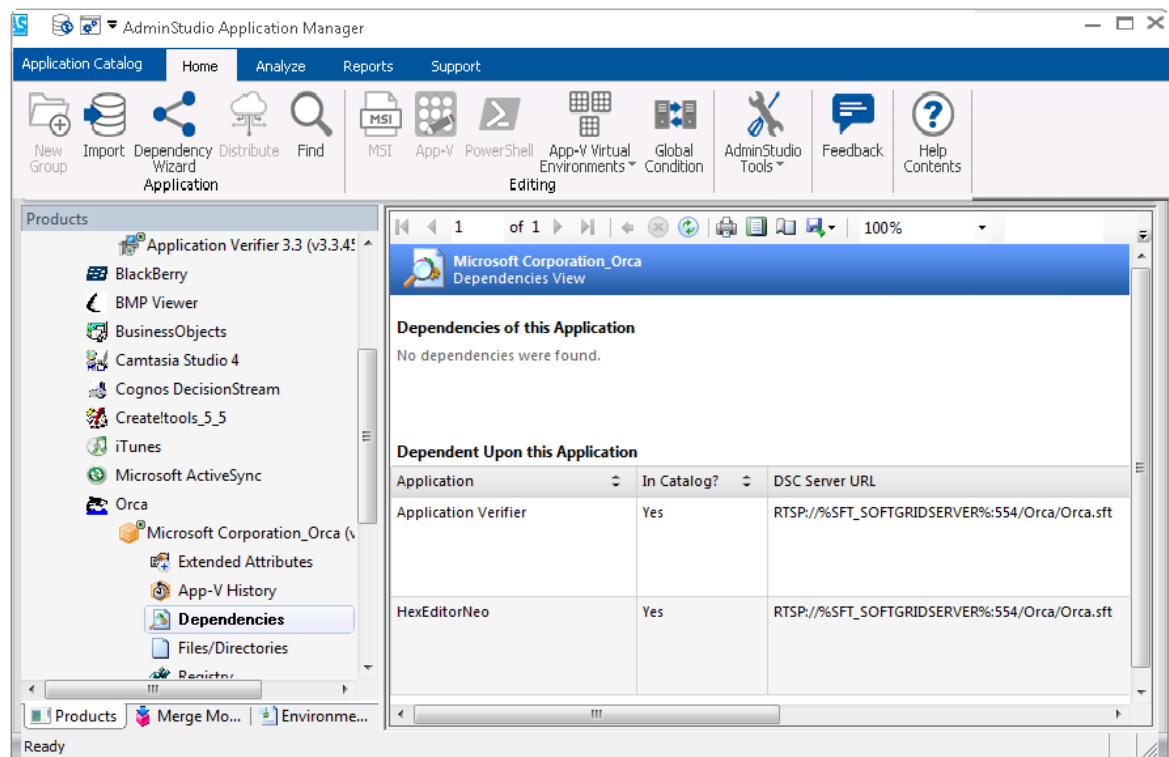 AdminStudio Application Manager
Application Catalog Home Analyze Reports Support
New Group
Import
Dependency Wizard
Distribute
Find
MSI
MSI
App-V
PowerShell
App-V Virtual Environments
Global Condition
AdminStudio Tools
Feedback
Help Contents
Application
Editing
Products
Application Verifier 3.3 (v3.3.4
BlackBerry
BMP Viewer
BusinessObjects
Camtasia Studio 4
Cognos DecisionStream
Create!tools_5_5
iTunes
Microsoft ActiveSync
Orca
Microsoft Corporation_Orca (v
Extended Attributes
App-V History
Dependencies
Files/Directories
Registry
Products Merge Mo... Environme...
Ready
1 of 1 100%
Microsoft Corporation_Orca
Dependencies View
Dependencies of this Application
No dependencies were found.
Dependent Upon this Application
Application In Catalog? DSC Server URL
Application Verifier Yes RTSP://%SFT_SOFTGRIDSERVER%:554/Orca/Orca.sft
HexEditorNeo Yes RTSP://%SFT_SOFTGRIDSERVER%:554/Orca/Orca.sft